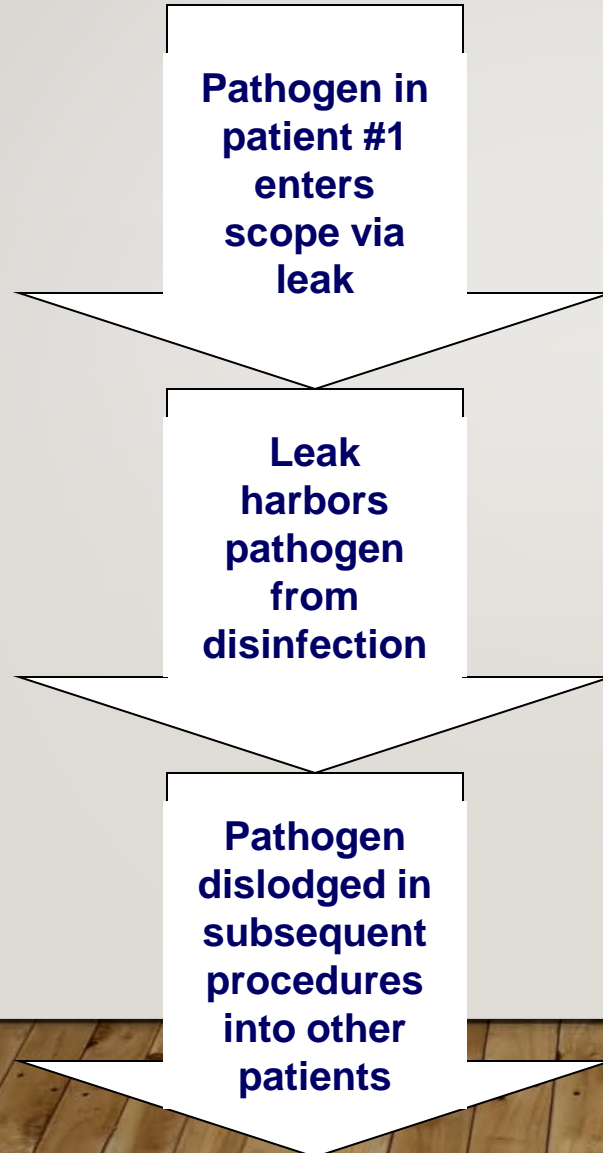 Pathogen in
patient #1
enters
scope via
leak
Leak
harbors
pathogen
from
disinfection
Pathogen
dislodged in
subsequent
procedures
into other
patients